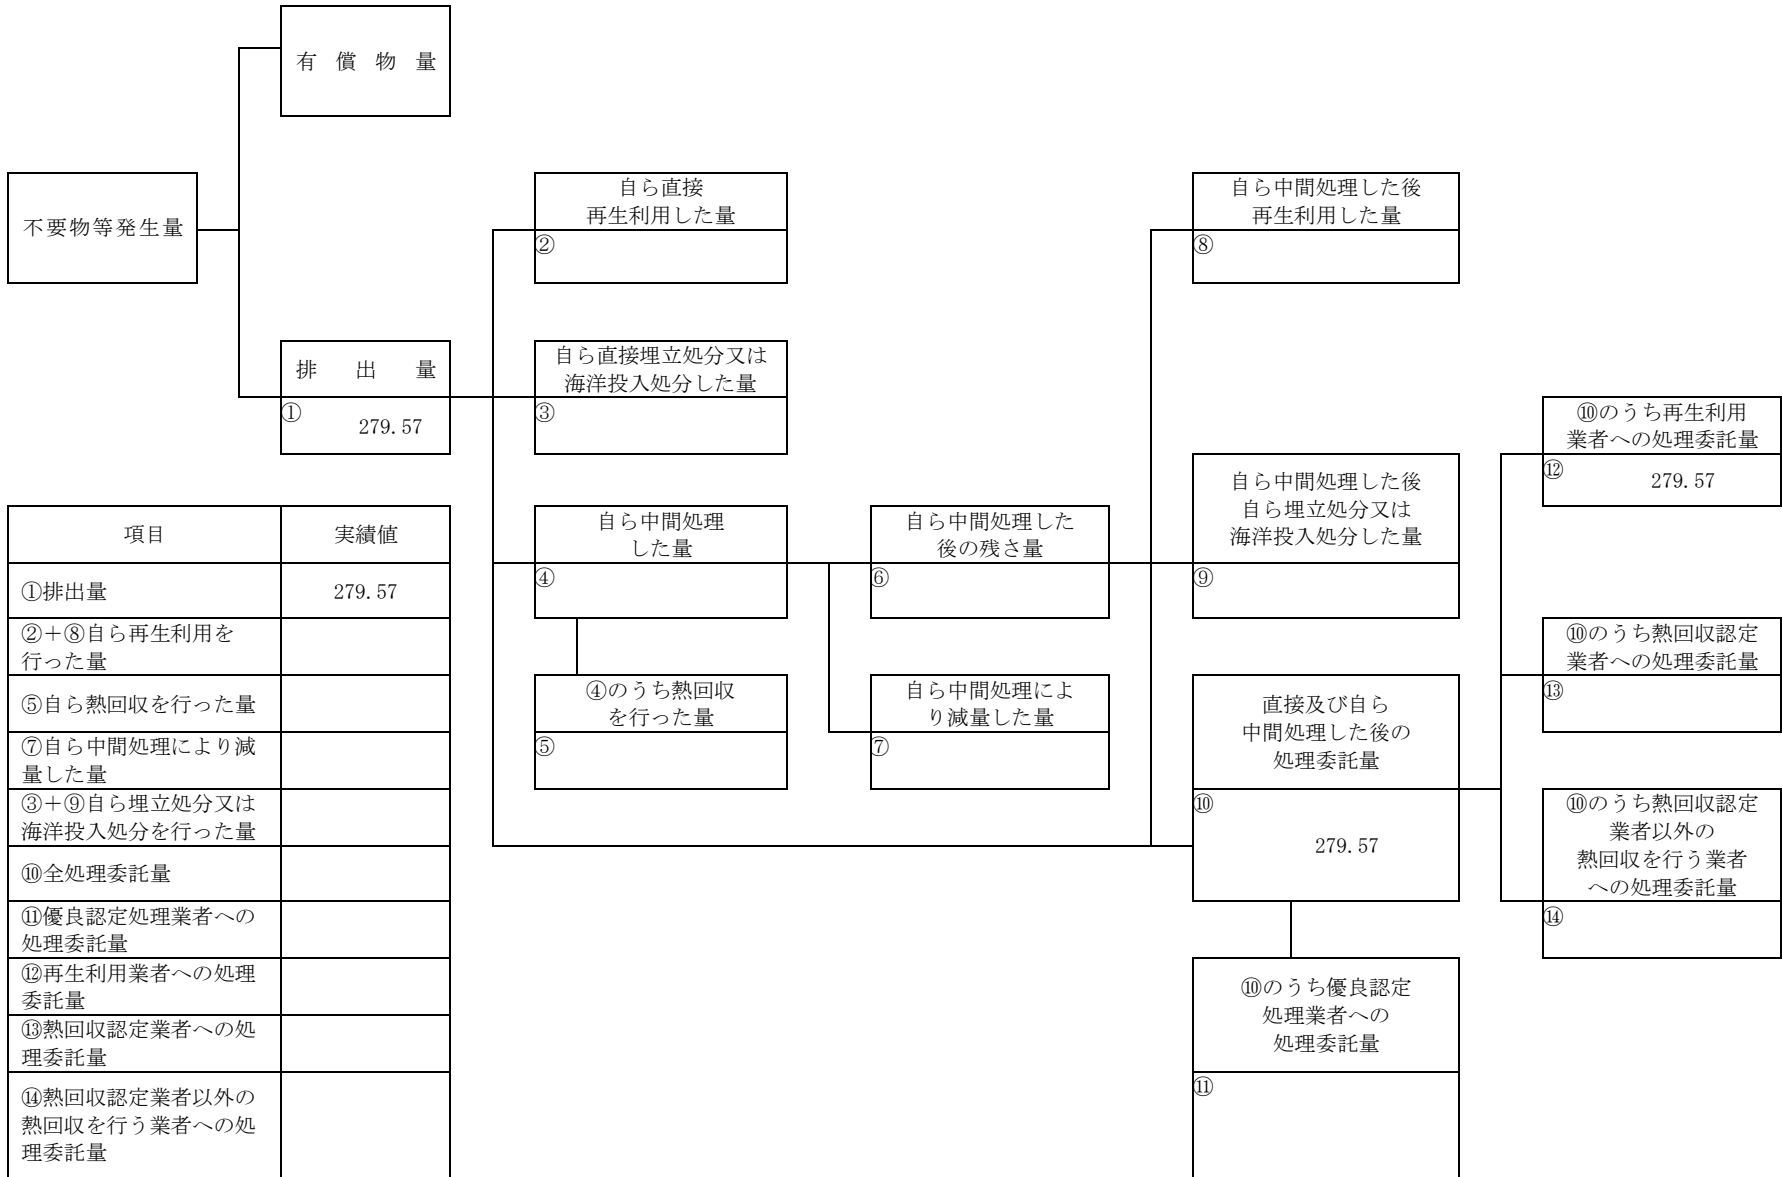 有　償　物　量
不要物等発生量
自ら直接
再生利用した量
②
自ら中間処理した後
再生利用した量
⑧
排　出　量
①
279.57
自ら直接埋立処分又は
海洋投入処分した量
③
⑩のうち再生利用
業者への処理委託量
⑫
279.57
自ら中間処理
した量
④
自ら中間処理した
後の残さ量
⑥
自ら中間処理した後
自ら埋立処分又は
海洋投入処分した量
⑨
⑩のうち熱回収認定
業者への処理委託量
⑬
④のうち熱回収
を行った量
⑤
自ら中間処理によ
り減量した量
⑦
直接及び自ら
中間処理した後の
処理委託量
⑩
279.57
⑩のうち熱回収認定
業者以外の
熱回収を行う業者
への処理委託量
⑭
⑩のうち優良認定
処理業者への
処理委託量
⑪
項目　実績値
①排出量　279.57
②＋⑧自ら再生利用を
行った量
⑤自ら熱回収を行った量
⑦自ら中間処理により減
量した量
③＋⑨自ら埋立処分又は
海洋投入処分を行った量
⑩全処理委託量
⑪優良認定処理業者への
処理委託量
⑫再生利用業者への処理
委託量
⑬熱回収認定業者への処
理委託量
⑭熱回収認定業者以外の
熱回収を行う業者への処
理委託量